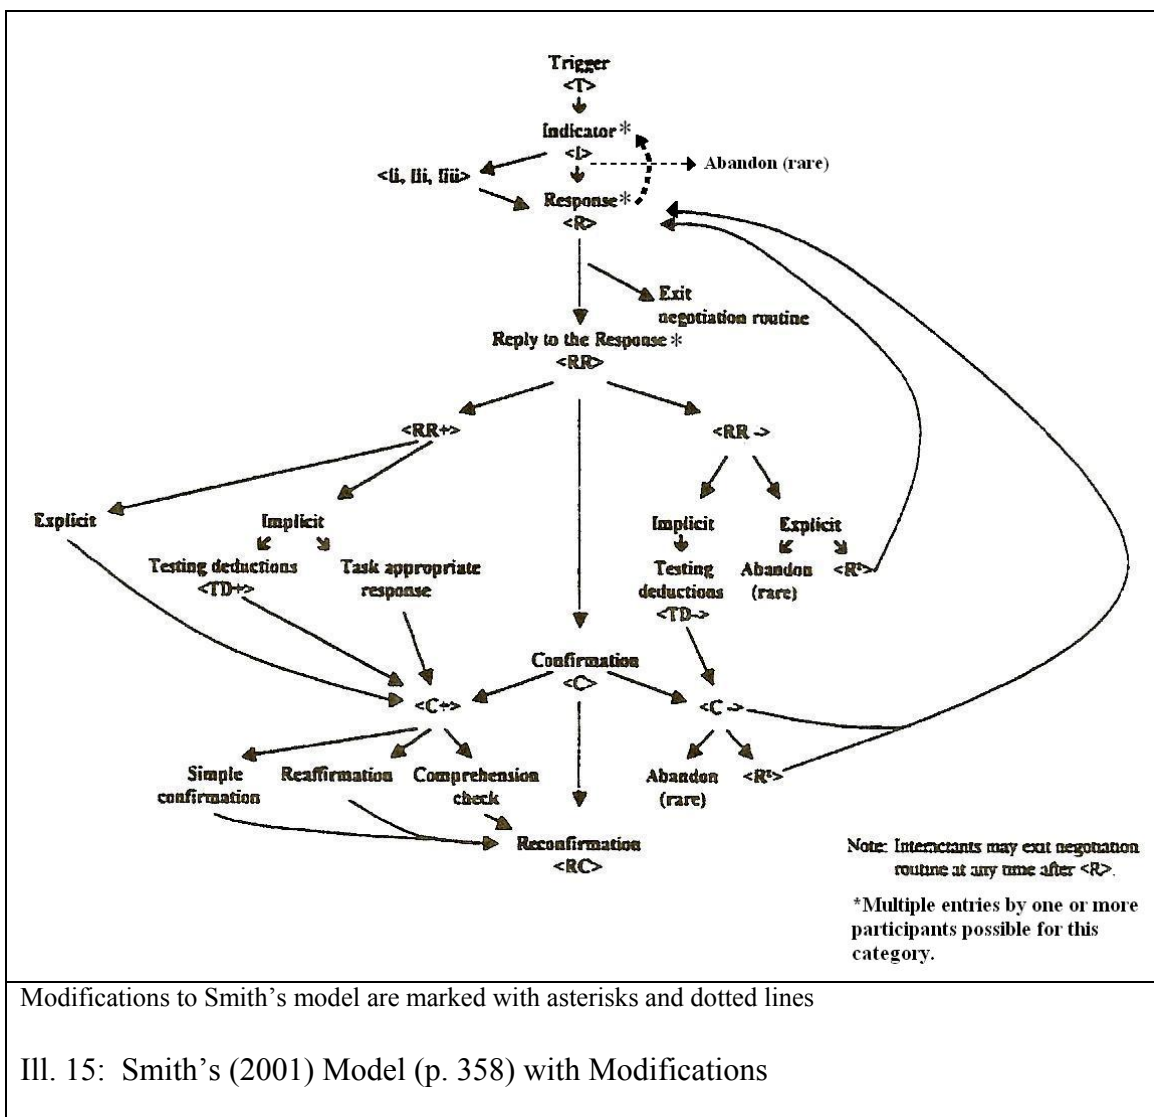 Trigger
<T>
Indicator*
<I>
Abandon (rare)
<Ii, Iii, Iiii>
Response*
<R>
Exit
negotiation routine
Reply to the Response*
<RR>
<RR+>
<RR->
Explicit
Implicit
Implicit
Explicit
Testing deductions
<TD+>
Task appropriate
response
Testing
deductions
<TD->
Abandon
(rare)
Confirmation
<C>
<C+>
<C->
Simple
confirmation
Reaffirmation
Comprehension
check
Abandon
(rare)
Reconfirmation
<RC>
Note: Interactants may exit negotiation
routine at any time after <R>.
*Multiple entries by one or more
participants possible for this
category.
Modifications to Smith’s model are marked with asterisks and dotted lines
Ill. 15: Smith’s (2001) Model (p. 358) with Modifications